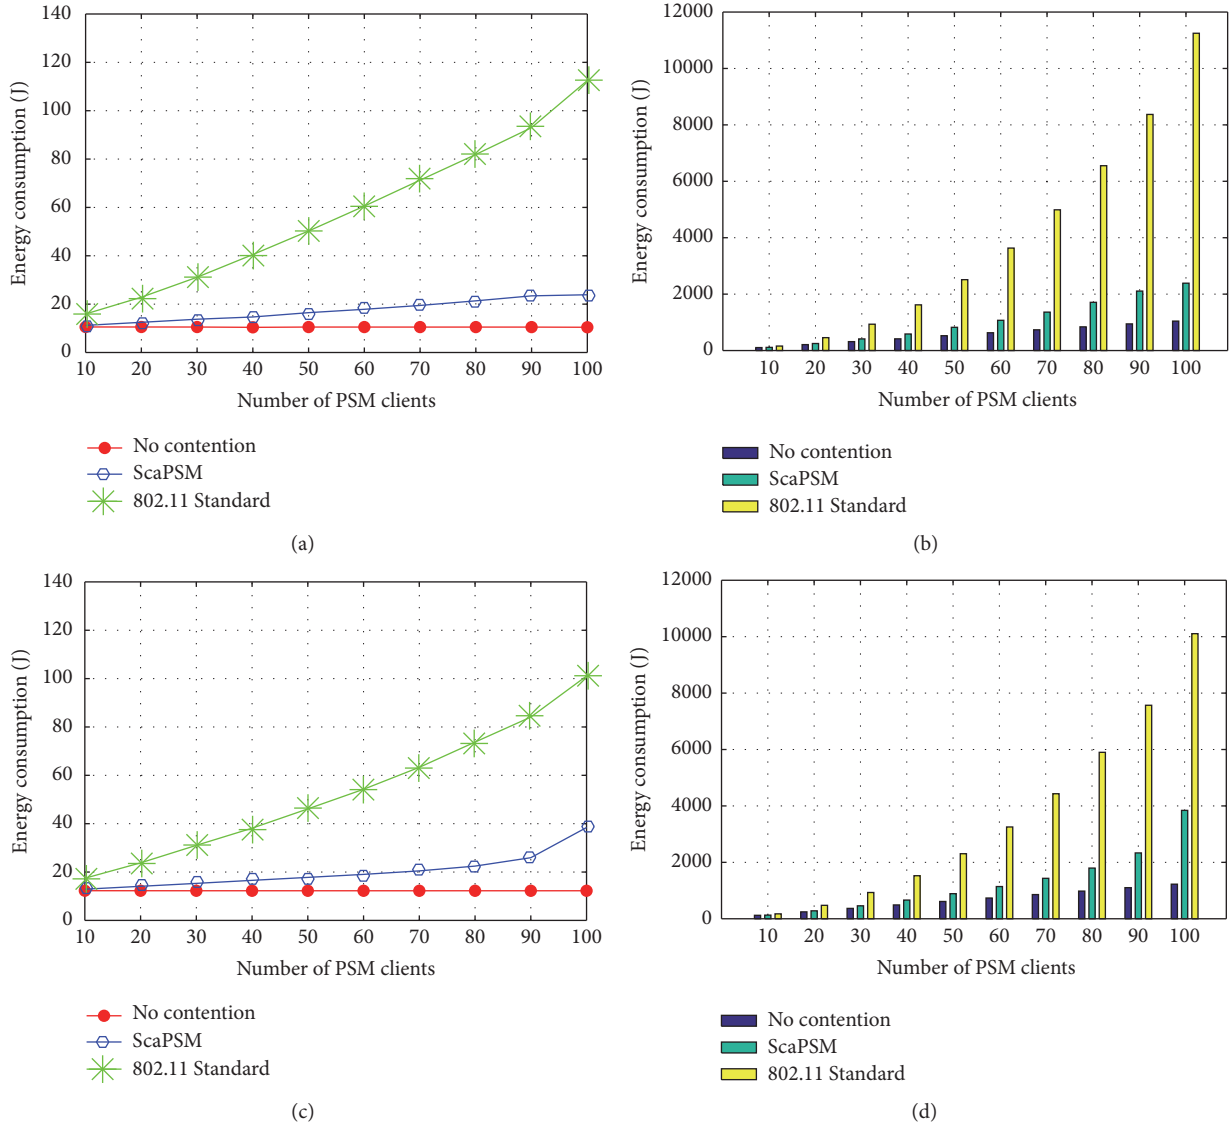 Energy consumption (J)
140
120
100
80
60
40
20
0
10 20 30 40 50 60 70 80 90 100
Number of PSM clients
No contention
ScaPSM
802.11 Standard
(a)
Energy consumption (J)
12000
10000
8000
6000
4000
2000
0
10 20 30 40 50 60 70 80 90 100
Number of PSM clients
No contention
ScaPSM
802.11 Standard
(b)
Energy consumption (J)
140
120
100
80
60
40
20
0
10 20 30 40 50 60 70 80 90 100
Number of PSM clients
No contention
ScaPSM
802.11 Standard
(c)
Energy consumption (J)
12000
10000
8000
6000
4000
2000
0
10 20 30 40 50 60 70 80 90 100
Number of PSM clients
No contention
ScaPSM
802.11 Standard
(d)